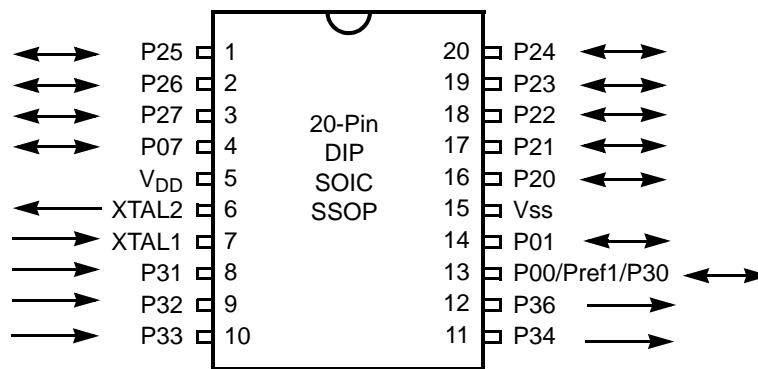 P25 1 20 P24
P26 2 19 P23
P27 3 18 P22
P07 4 17 P21
VDD 5 16 P20
XTAL2 6 15 Vss
XTAL1 7 14 P01
P31 8 13 P00/Pref1/P30
P32 9 12 P36
P33 10 11 P34
20-Pin
DIP
SOIC
SSOP